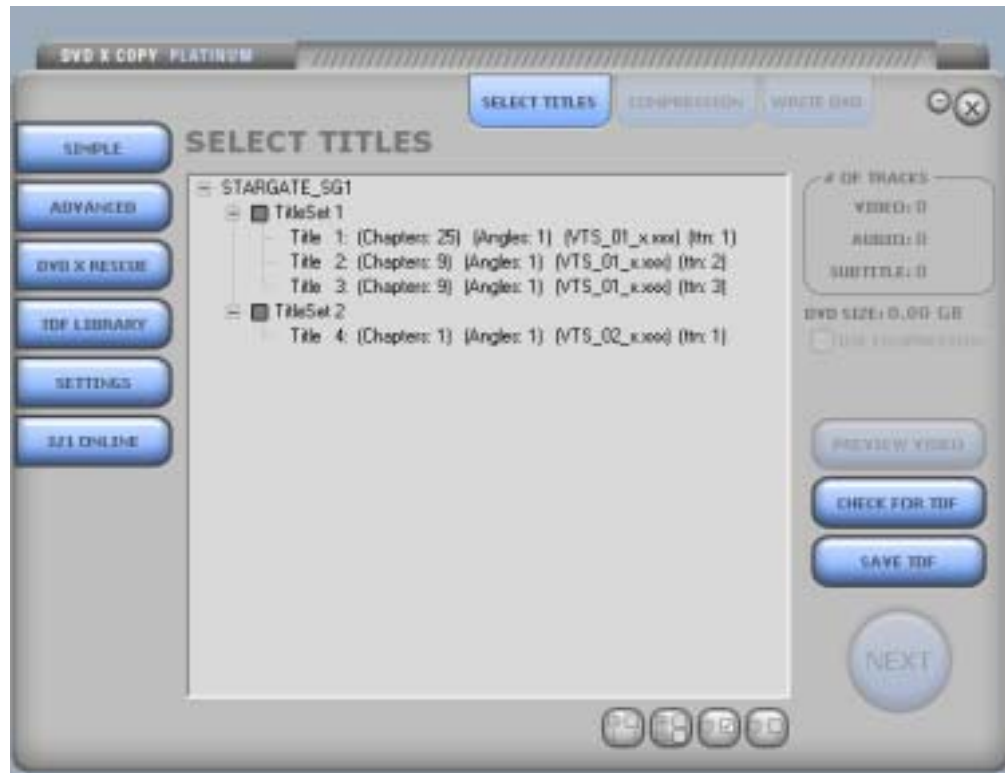 DVD X COPY PLATINUM
SELECT TITLES
COMPRESSION
WRITE DVD
SIMPLE
ADVANCED
DVD X RESCUE
TDF LIBRARY
SETTINGS
321 ONLINE
SELECT TITLES
STARGATE_SG1
TitleSet 1
Title 1: (Chapters: 25) (Angles: 1) (VTS_01_x.xxx) (ttn: 1)
Title 2: (Chapters: 9) (Angles: 1) (VTS_01_x.xxx) (ttn: 2)
Title 3: (Chapters: 9) (Angles: 1) (VTS_01_x.xxx) (ttn: 3)
TitleSet 2
Title 4: (Chapters: 1) (Angles: 1) (VTS_02_x.xxx) (ttn: 1)
# OF TRACKS
VIDEO: 0
AUDIO: 0
SUBTITLE: 0
DVD SIZE: 0.00 GB
USE COMPRESSION
PREVIEW VIDEO
CHECK FOR TDF
SAVE TDF
NEXT